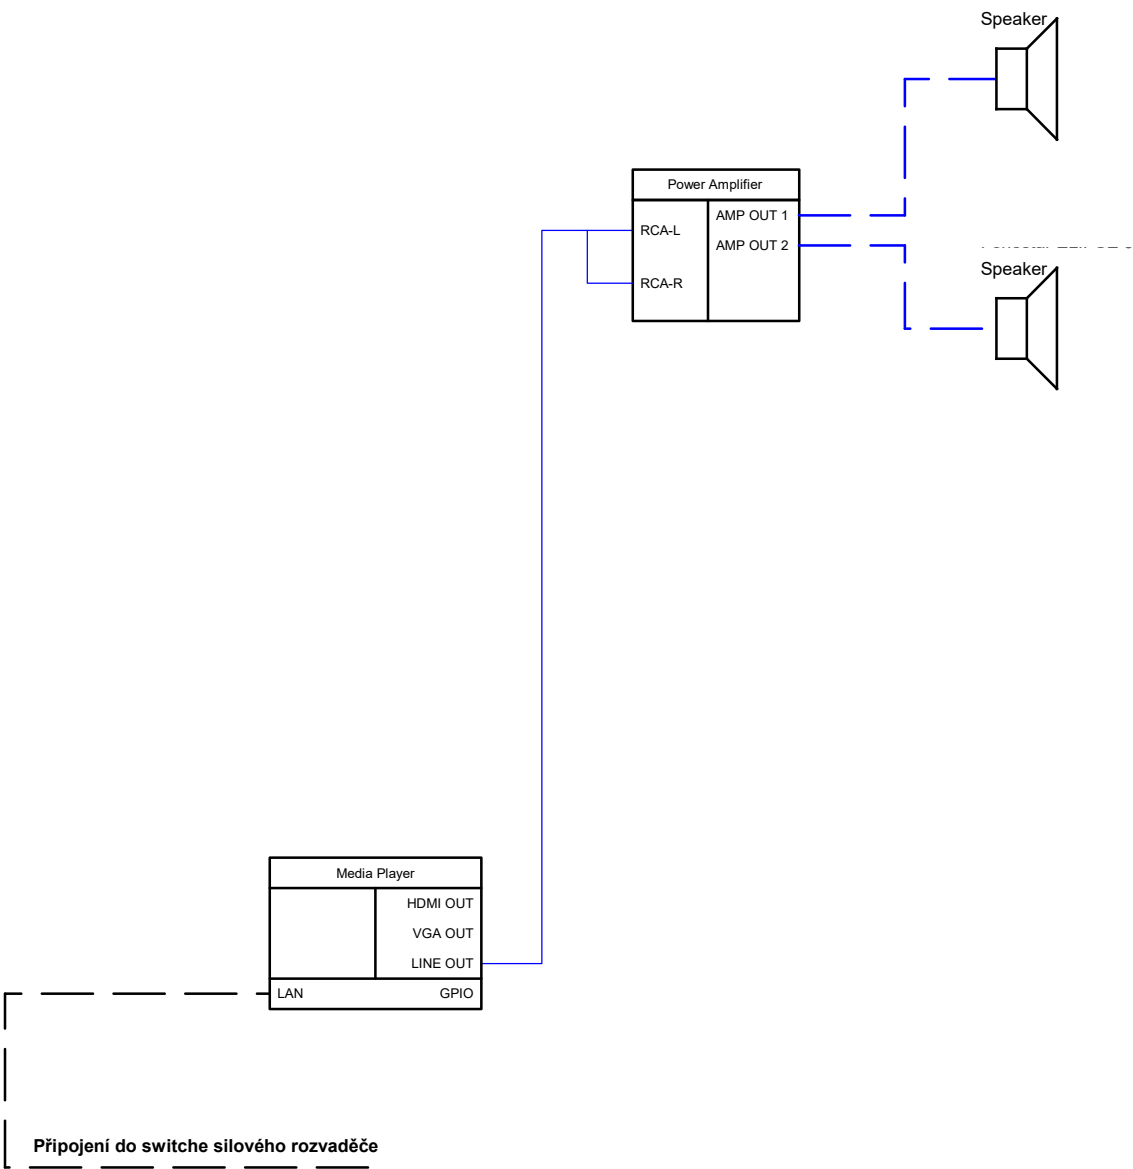 Speaker
Power Amplifier
AMP OUT 1
RCA-L
AMP OUT 2
RCA-R
Speaker
Media Player
HDMI OUT
VGA OUT
LINE OUT
LAN GPIO
Připojení do switche silového rozvaděče